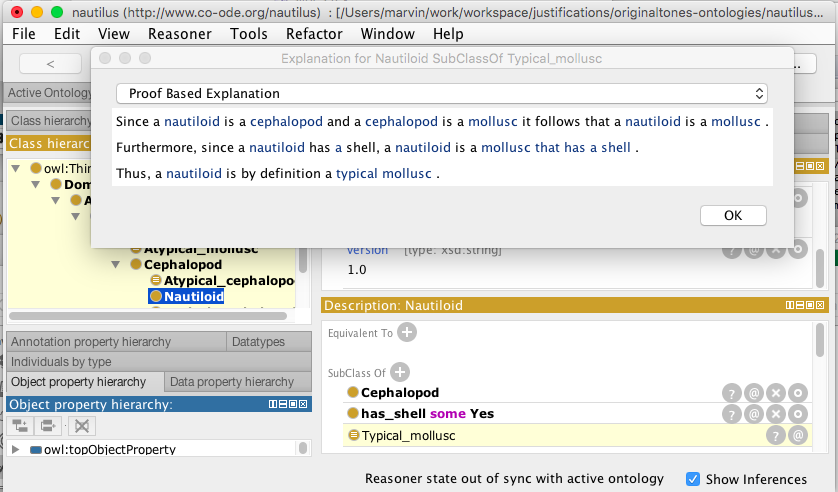 nautilus (http://www.co-ode.org/nautilus) : [/Users/marvin/work/workspace/justifications/originaltones-ontologies/nautilus...
File Edit View Reasoner Tools Refactor Window Help
<
Explanation for Nautiloid SubClassOf Typical_mollusc
Active Ontology
Proof Based Explanation
Class hierarchy
Since a nautiloid is a cephalopod and a cephalopod is a mollusc it follows that a nautiloid is a mollusc .
Class hierarc
Furthermore, since a nautiloid has a shell, a nautiloid is a mollusc that has a shell .
owl:Thin
Thus, a nautiloid is by definition a typical mollusc .
Dom
A
OK
Atypical_mollusc
version [type: xsd:string]
Cephalopod
1.0
Atypical_cephalopo
Nautiloid
Description: Nautiloid
Equivalent To
Annotation property hierarchy Datatypes
Individuals by type
SubClass Of
Object property hierarchy Data property hierarchy
Cephalopod
Object property hierarchy:
has_shell some Yes
Typical_mollusc
owl:topObjectProperty
Reasoner state out of sync with active ontology Show Inferences